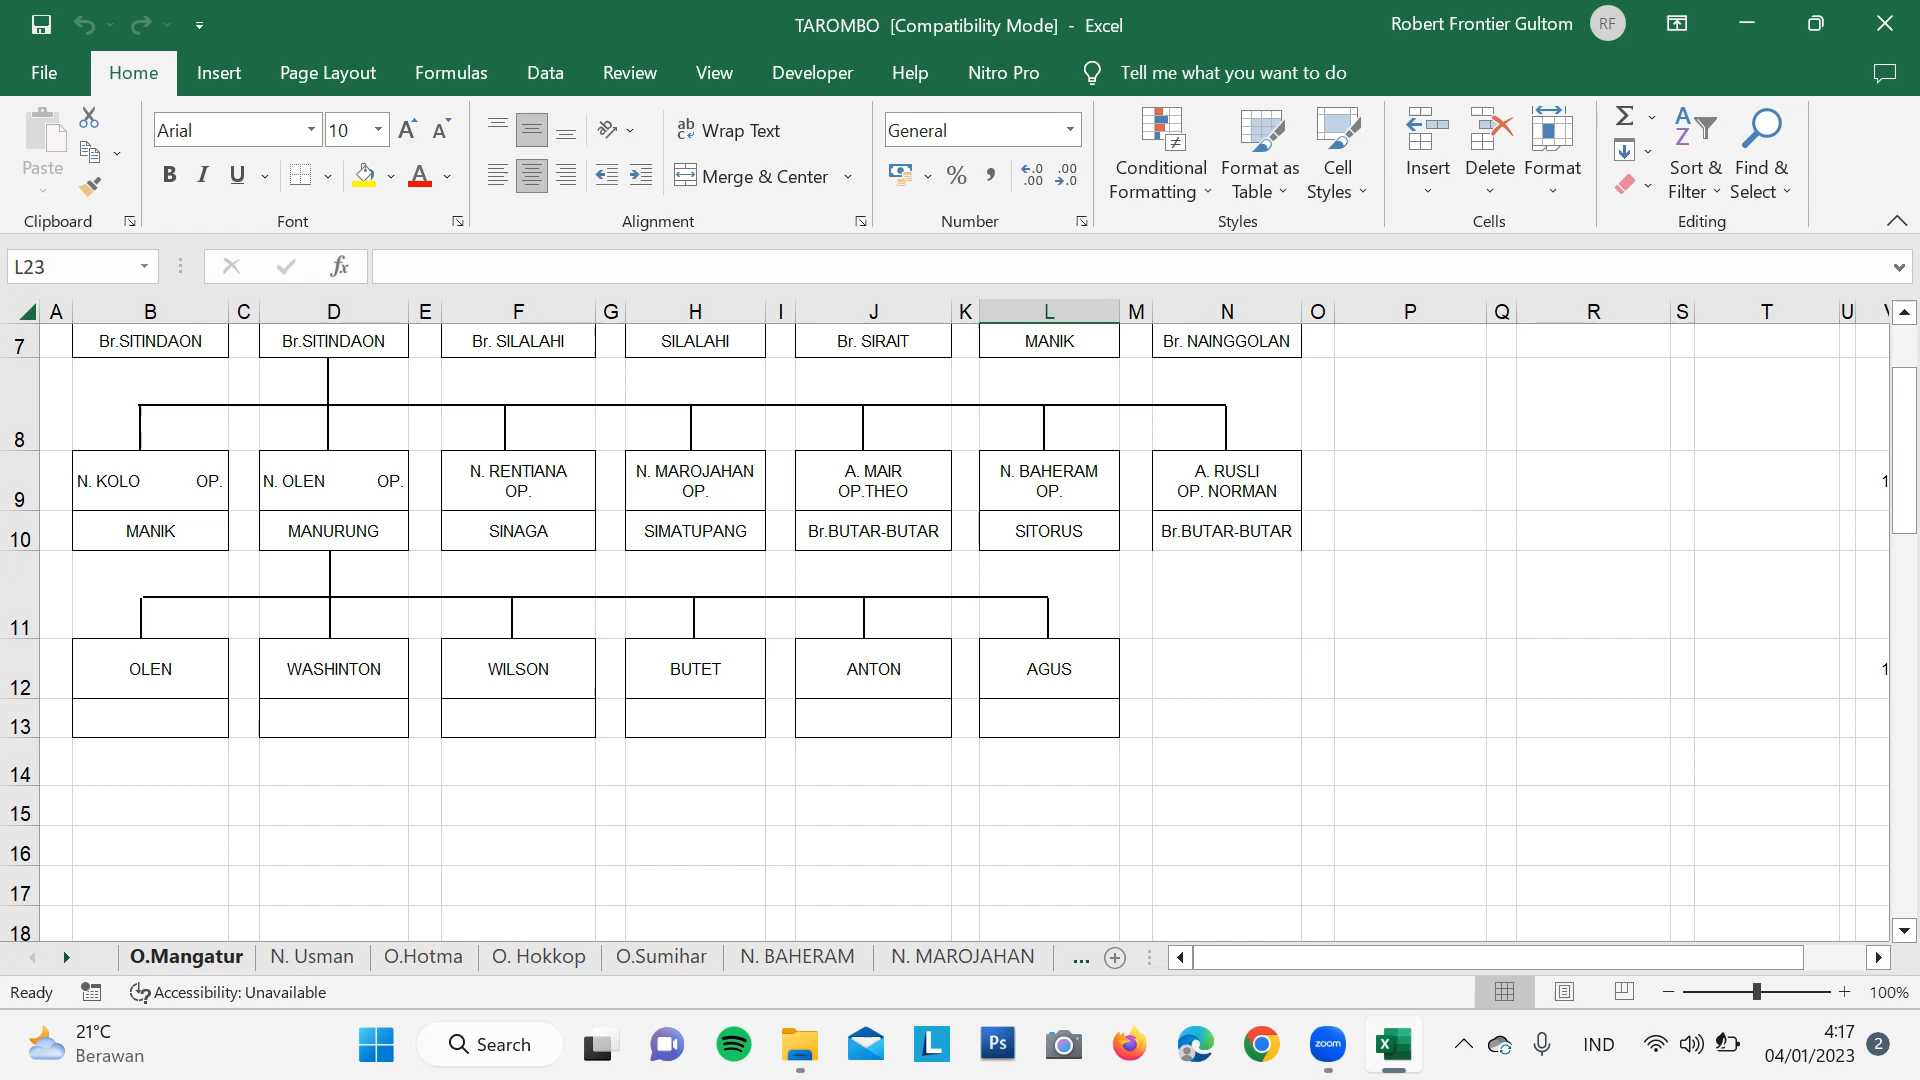 TAROMBO [Compatibility Mode] - Excel
Robert Frontier Gultom RF
File Home Insert Page Layout Formulas Data Review View Developer Help Nitro Pro Tell me what you want to do
Paste
Clipboard
Arial 10
B I U
A
Font
ab Wrap Text
Merge & Center
Alignment
General
% 9
Number
Conditional Formatting
Format as Table
Cell Styles
Styles
Insert Delete Format
Cells
Sort & Filter
Find & Select
Editing
L23
fx
A B C D E F G H I J K L M N O P Q R S T U
7 Br.SITINDAON Br.SITINDAON Br. SILALAHI SILALAHI Br. SIRAIT MANIK Br. NAINGGOLAN
8
9 N. KOLO OP. N. OLEN OP. N. RENTIANA OP. N. MAROJAHAN OP. A. MAIR OP.THEO N. BAHERAM OP. A. RUSLI OP. NORMAN 1
10 MANIK MANURUNG SINAGA SIMATUPANG Br.BUTAR-BUTAR SITORUS Br.BUTAR-BUTAR
11
12 OLEN WASHINTON WILSON BUTET ANTON AGUS 1
13
14
15
16
17
18
O.Mangatur N. Usman O.Hotma O. Hokkop O.Sumihar N. BAHERAM N. MAROJAHAN ...
Ready Accessibility: Unavailable 100%
21°C
Berawan
Search
L Ps zoom
IND
4:17
04/01/2023
2